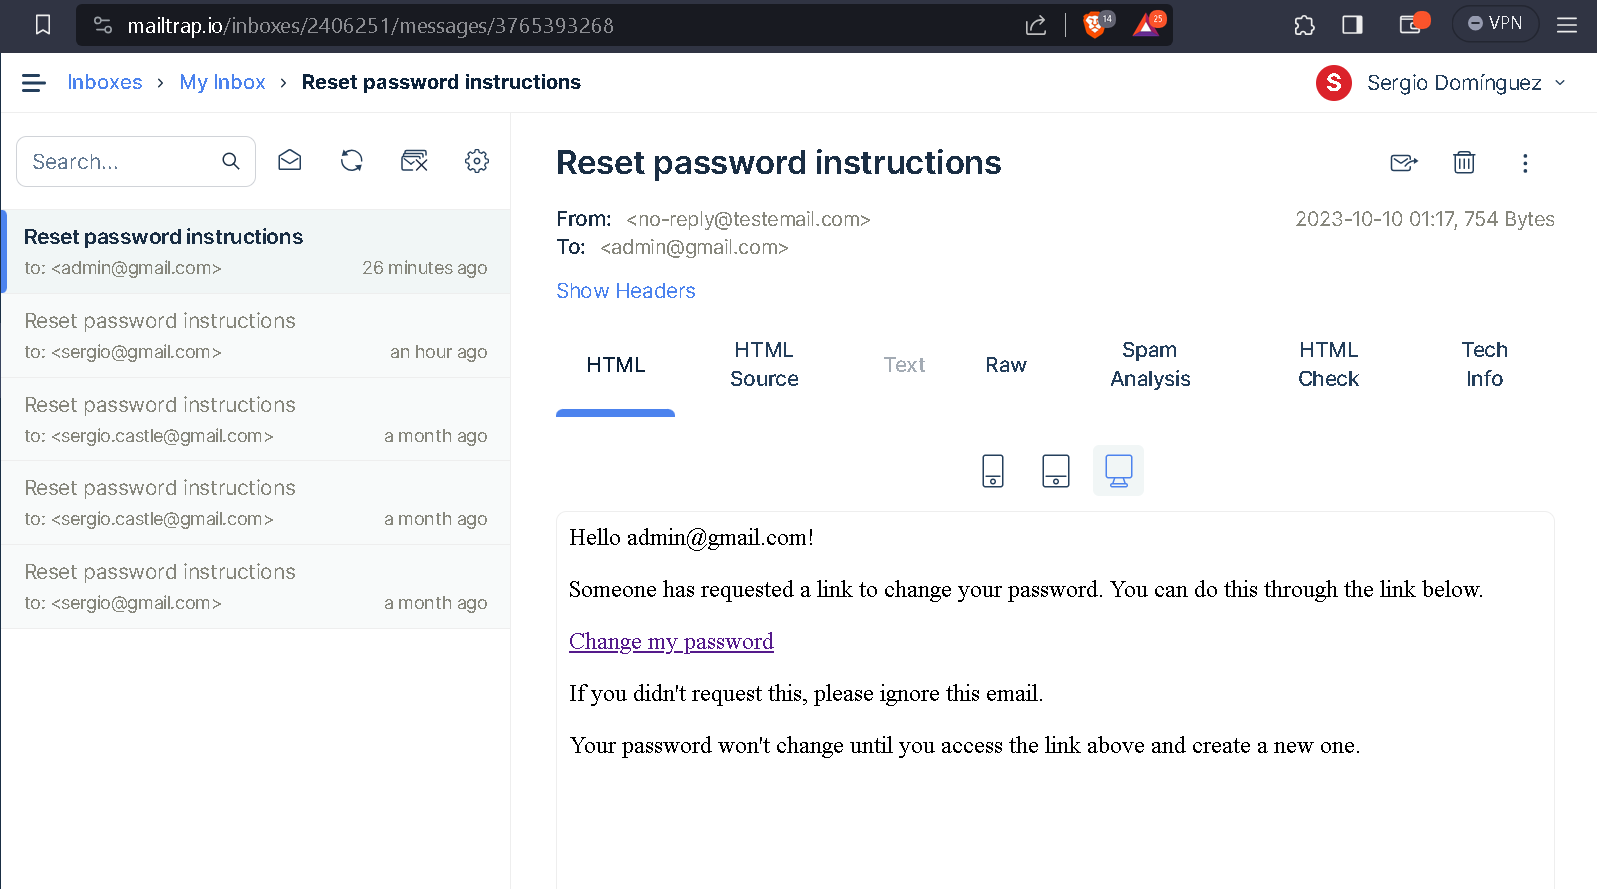 mailtrap.io/inboxes/2406251/messages/3765393268
14
25
VPN
Inboxes › My Inbox › Reset password instructions
S
Sergio Domínguez
Search...
Reset password instructions
to: <admin@gmail.com> 26 minutes ago
Reset password instructions
to: <sergio@gmail.com> an hour ago
Reset password instructions
to: <sergio.castle@gmail.com> a month ago
Reset password instructions
to: <sergio.castle@gmail.com> a month ago
Reset password instructions
to: <sergio@gmail.com> a month ago
Reset password instructions
From: <no-reply@testemail.com> 2023-10-10 01:17, 754 Bytes
To: <admin@gmail.com>
Show Headers
HTML
HTML
Source
Text
Raw
Spam
Analysis
HTML
Check
Tech
Info
Hello admin@gmail.com!
Someone has requested a link to change your password. You can do this through the link below.
Change my password
If you didn't request this, please ignore this email.
Your password won't change until you access the link above and create a new one.